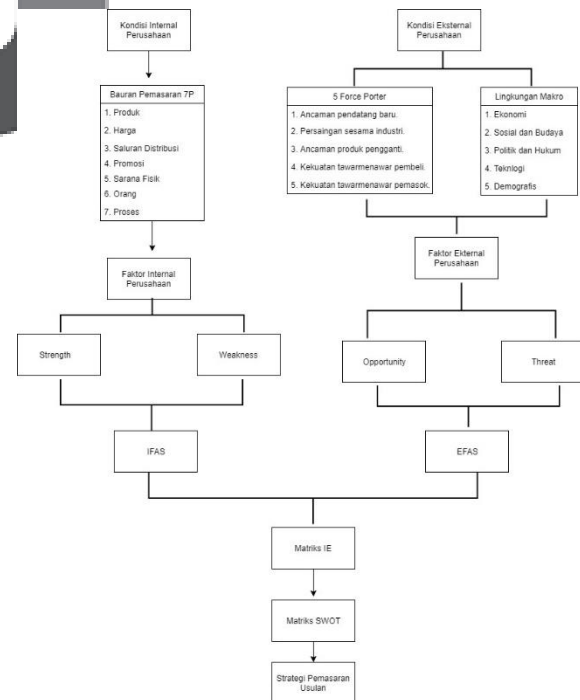 Kondisi Internal
Perusahaan
Kondisi Eksternal
Perusahaan
Bauran Pemasaran 7P
1. Produk
2. Harga
3. Saluran Distribusi
4. Promosi
5. Sarana Fisik
6. Orang
7. Proses
5 Force Porter
1. Ancaman pendatang baru.
2. Persaingan sesama industri.
3. Ancaman produk pengganti.
4. Kekuatan tawarmenawar pembeli.
5. Kekuatan tawarmenawar pemasok.
Lingkungan Makro
1. Ekonomi
2. Sosial dan Budaya
3. Politik dan Hukum
4. Teknlogi
5. Demografis
Faktor Internal
Perusahaan
Faktor Ekternal
Perusahaan
Strength
Weakness
Opportunity
Threat
IFAS
EFAS
Matriks IE
Matriks SWOT
Strategi Pemasaran
Usulan